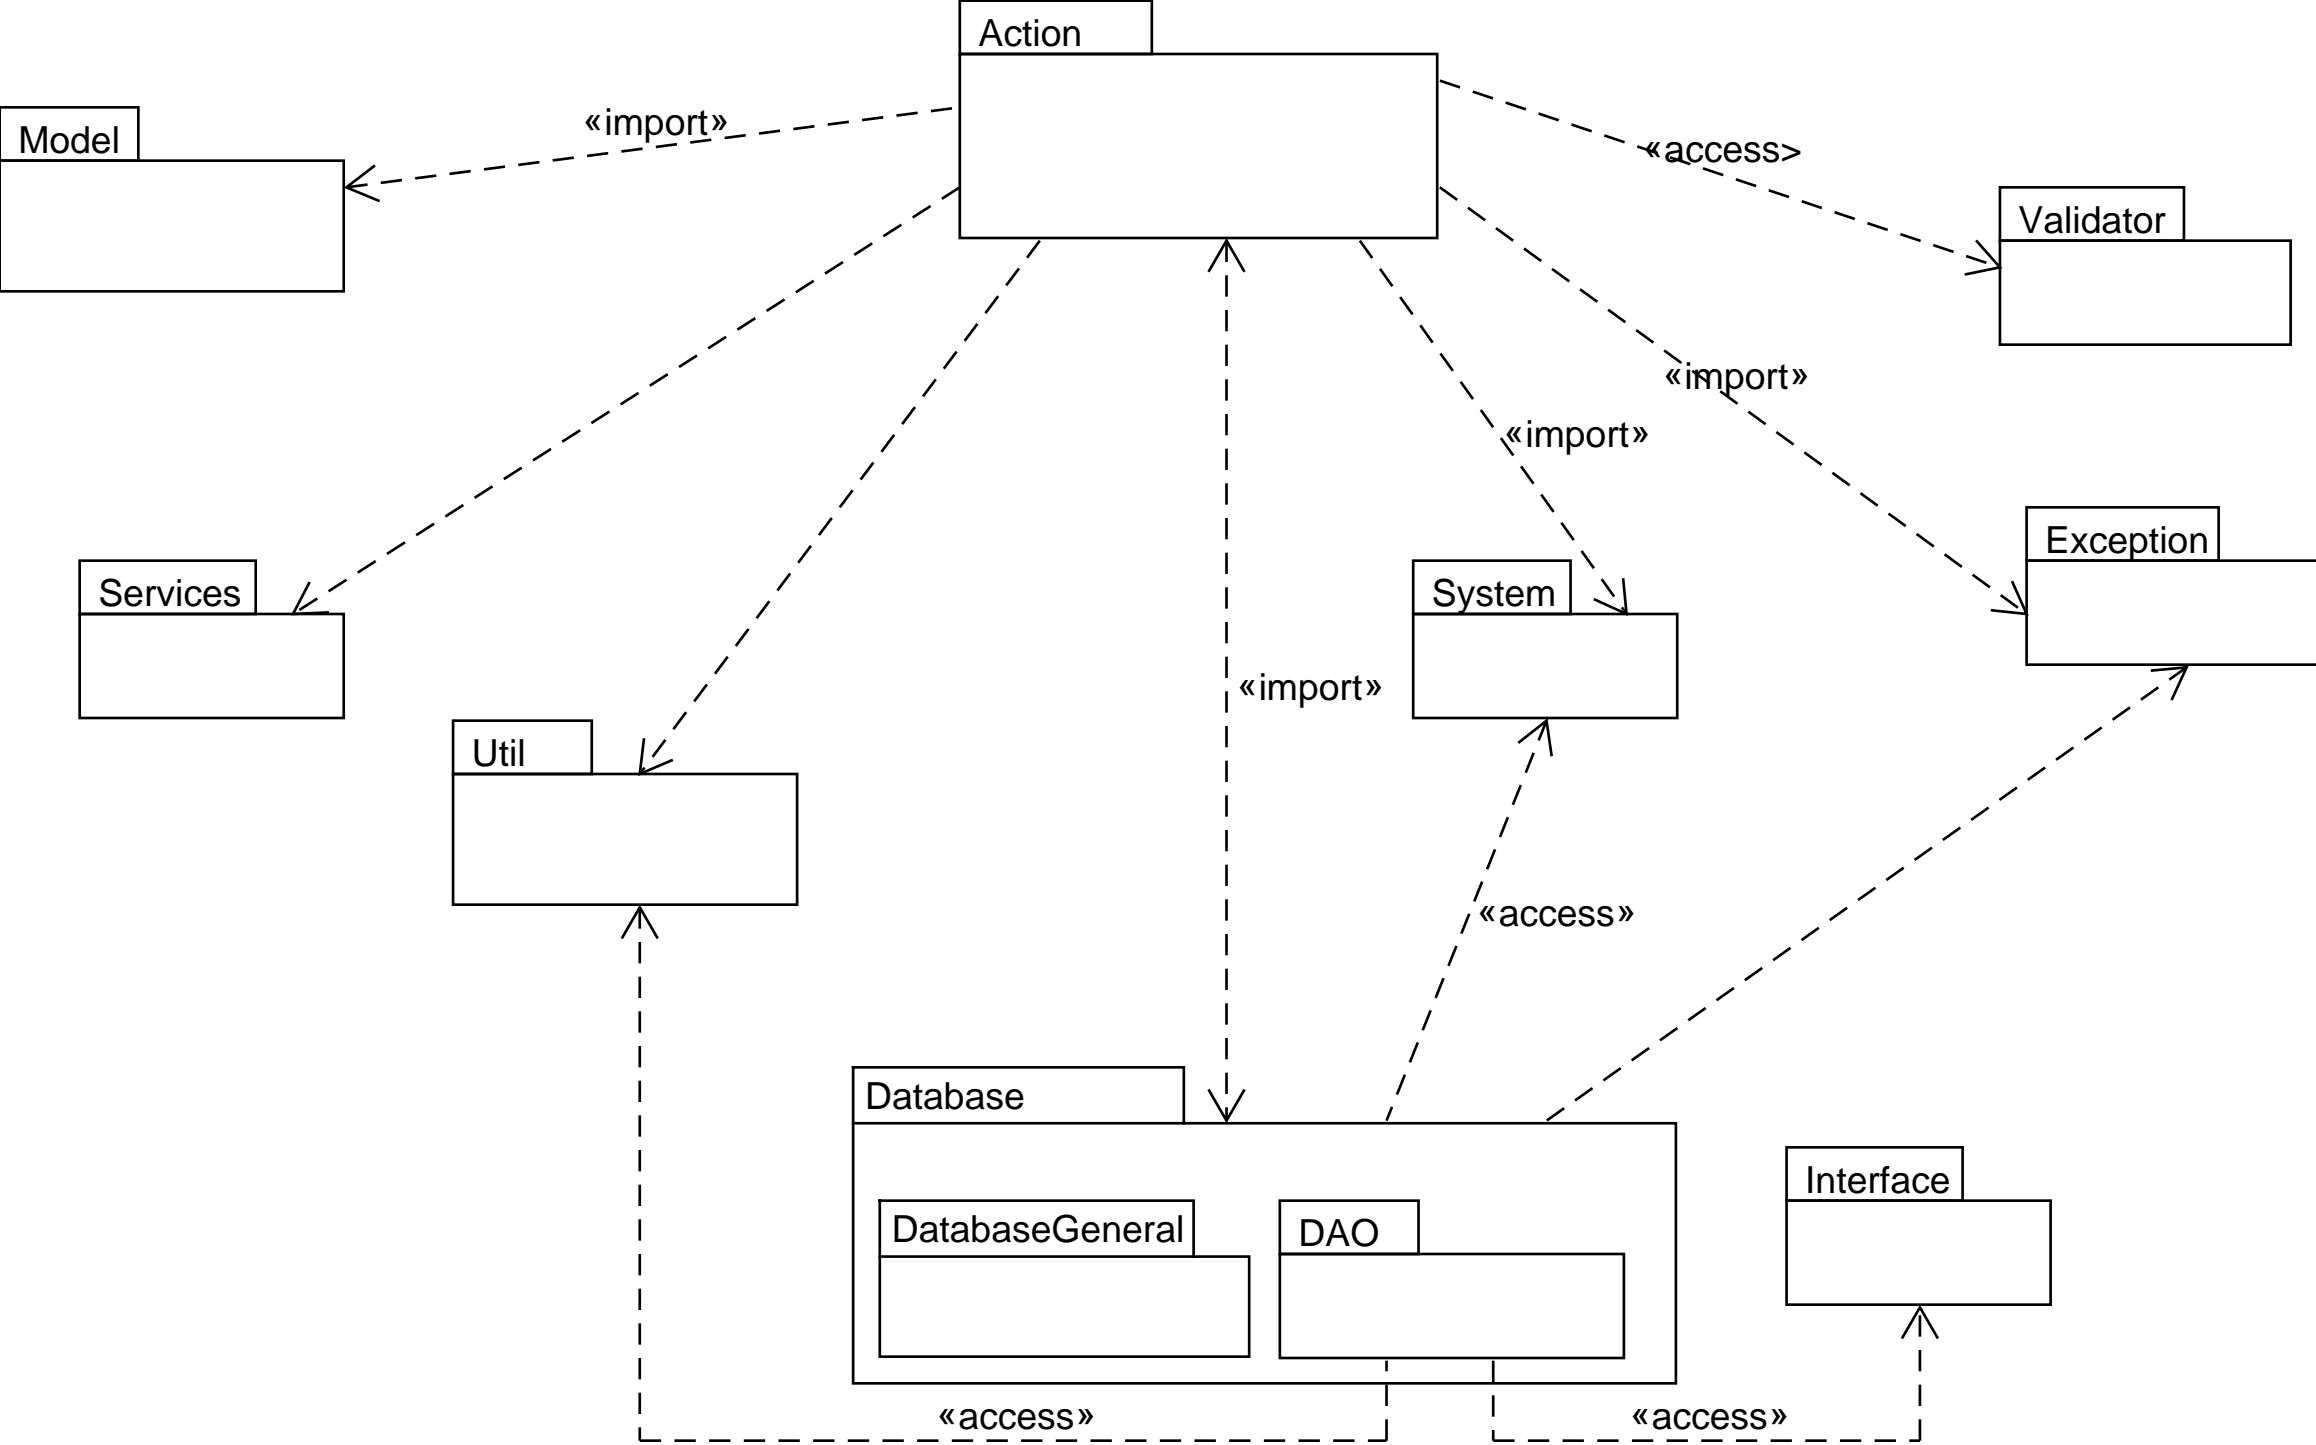 Action
«import»
Model
«access>
Validator
«import»
«import»
Exception
Services
System
«import»
Util
«access»
Database
Interface
DatabaseGeneral
DAO
«access»
«access»